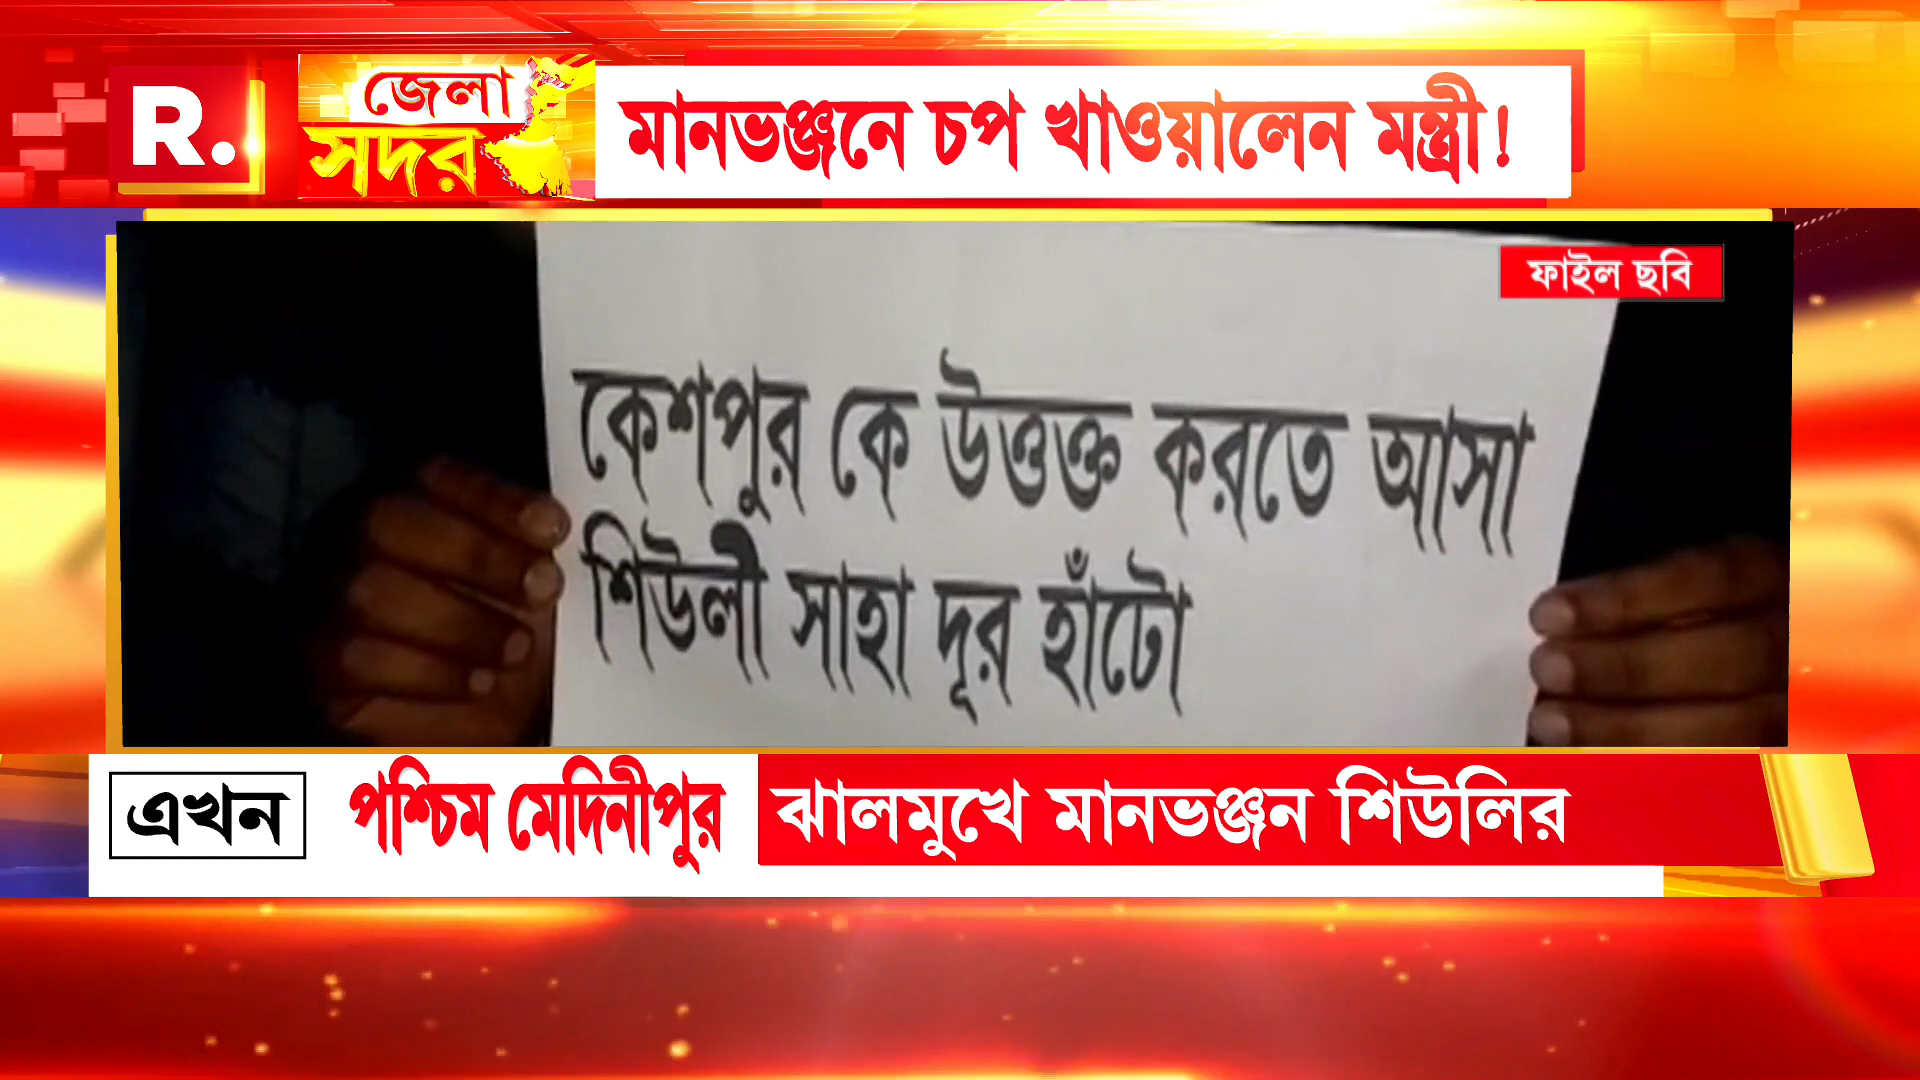 R.
জেলা
সদর
মানভঞ্জনে চপ খাওয়ালেন মন্ত্রী!
ফাইল ছবি
কেশপুর কে উত্তক্ত করতে আসা
শিউলী সাহা দূর হাঁটো
এখন
পশ্চিম মেদিনীপুর
ঝালমুখে মানভঞ্জন শিউলির